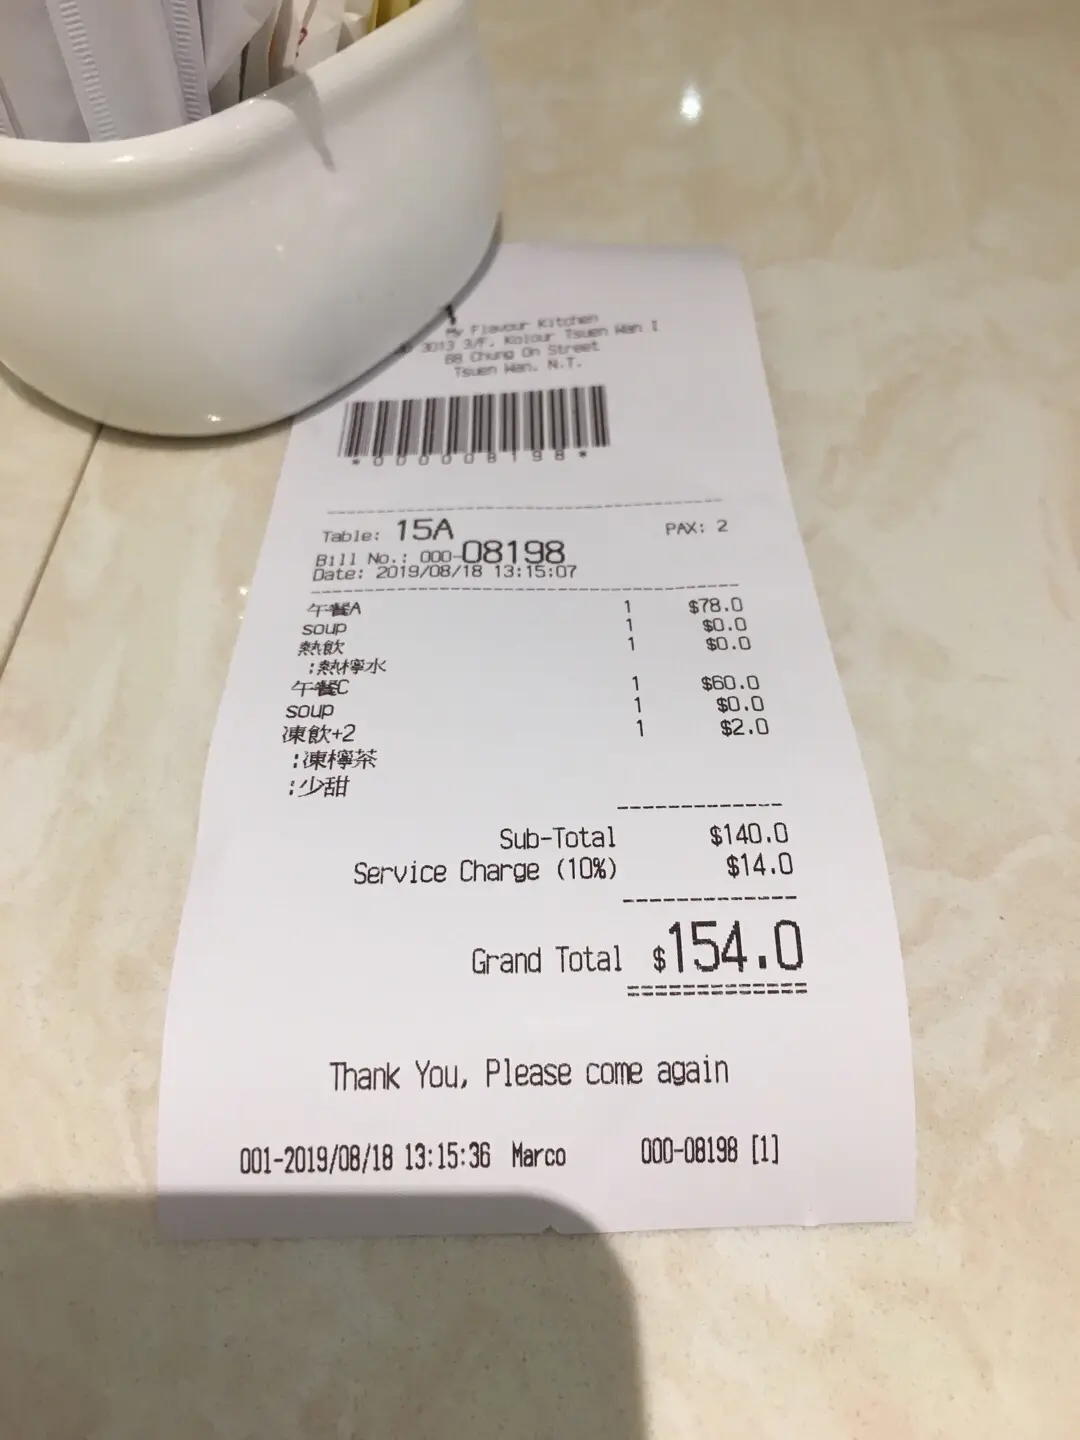 My Flavour Kitchen
3013 3/F. Kolour Tsuen Wan I
68 Chung On Street
Tsuen Wan. N.T.
*00008198*
Table: 15A PAX: 2
Bill No.: 000-08198
Date: 2019/08/18 13:15:07
午餐A 1 $78.0
soup 1 $0.0
熱飲 1 $0.0
:熱檸水
午餐C 1 $60.0
soup 1 $0.0
凍飲+2 1 $2.0
:凍檸茶
:少甜
Sub-Total $140.0
Service Charge (10%) $14.0
Grand Total $154.0
Thank You, Please come again
001-2019/08/18 13:15:36 Marco 000-08198 [1]